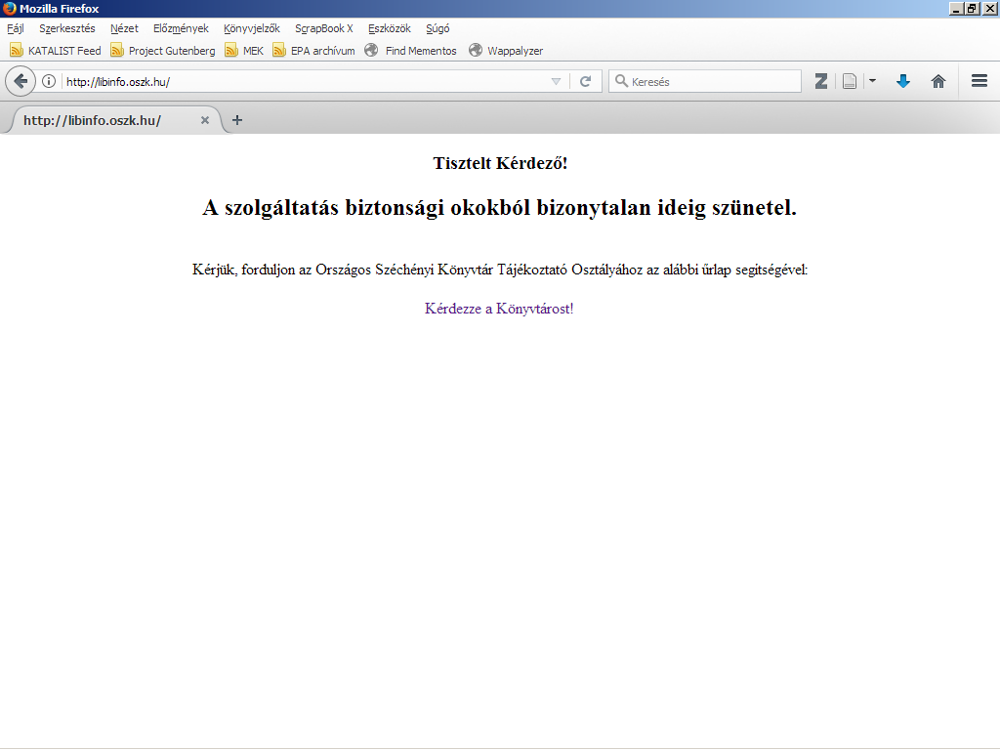 Mozilla Firefox
Fájl Szerkesztés Nézet Előzmények Könyvjelzők ScrapBook X Eszközök Súgó
KATALIST Feed Project Gutenberg MEK EPA archívum Find Mementos Wappalyzer
http://libinfo.oszk.hu/ Keresés
http://libinfo.oszk.hu/
Tisztelt Kérdező!
A szolgáltatás biztonsági okokból bizonytalan ideig szünetel.
Kérjük, forduljon az Országos Széchényi Könyvtár Tájékoztató Osztályához az alábbi űrlap segítségével:
Kérdezze a Könyvtárost!